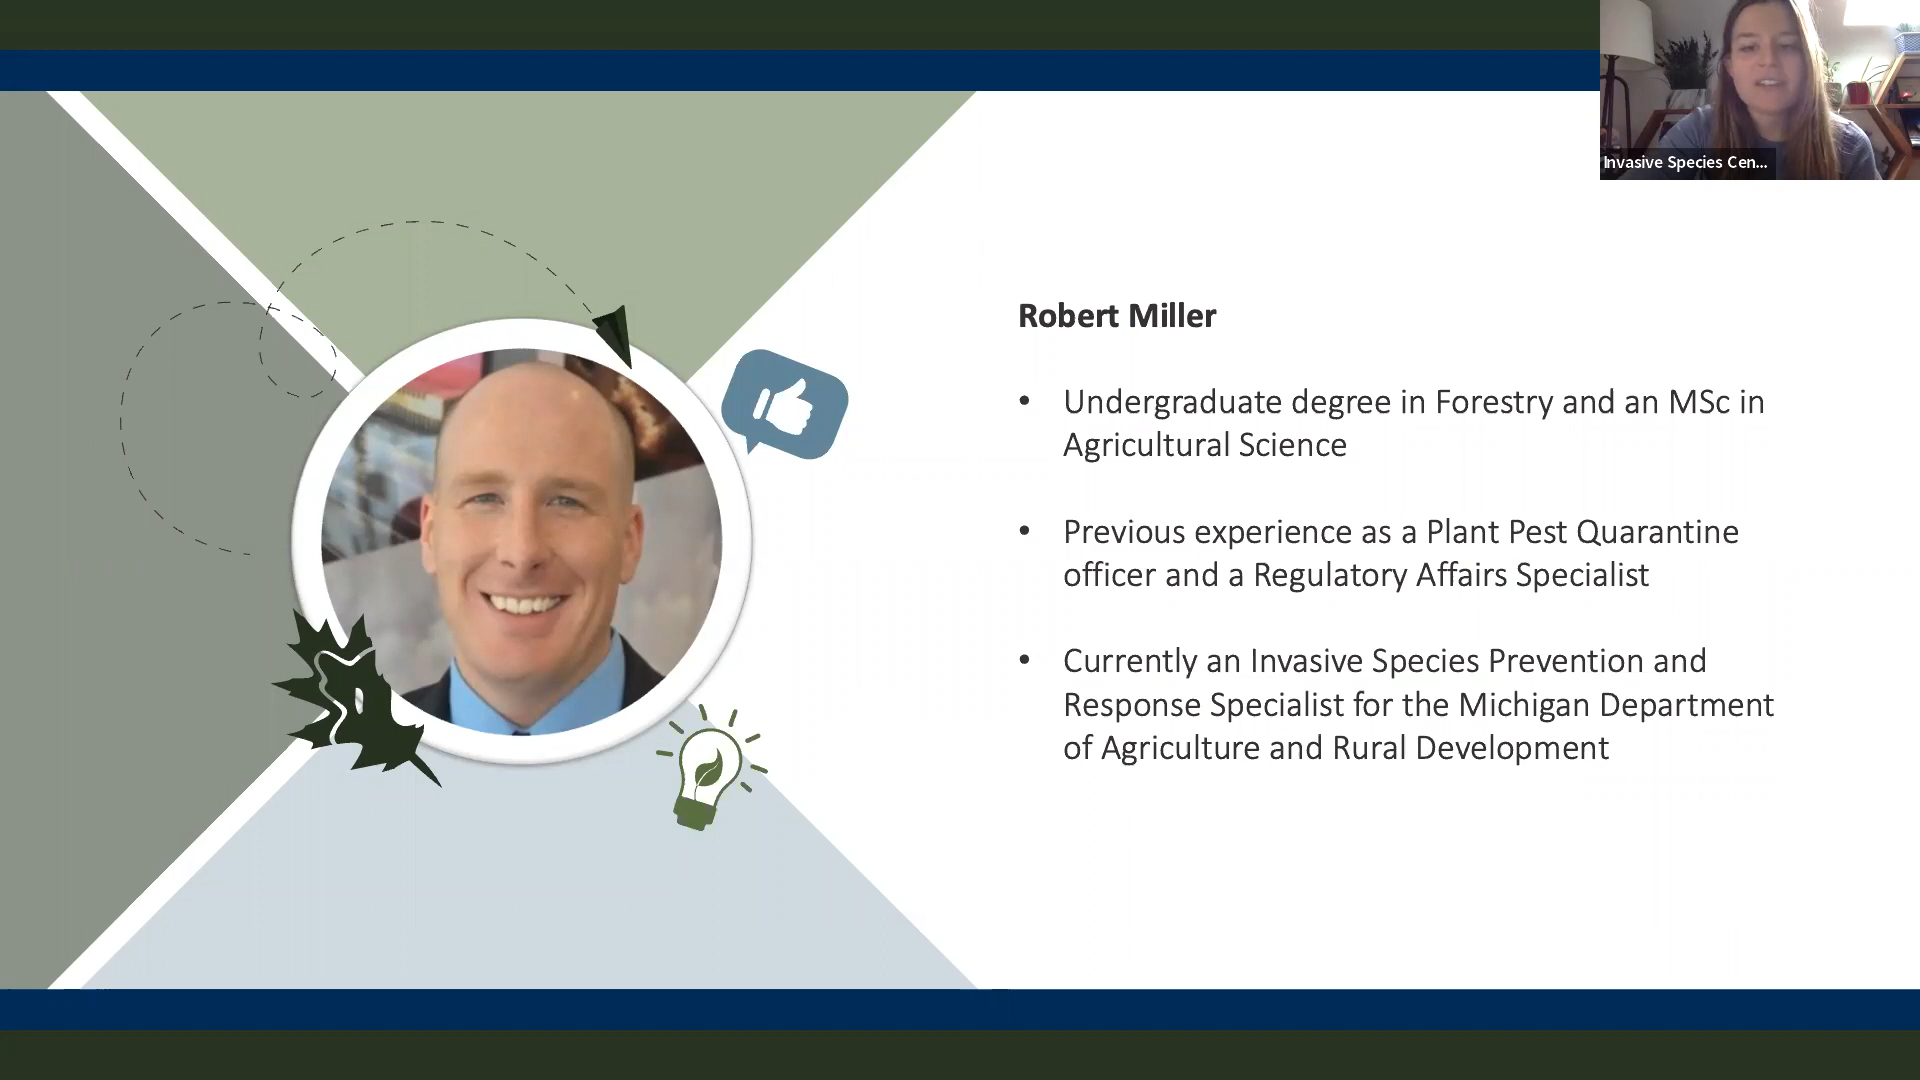 Invasive Species Cen...
Robert Miller
• Undergraduate degree in Forestry and an MSc in
Agricultural Science
• Previous experience as a Plant Pest Quarantine
officer and a Regulatory Affairs Specialist
• Currently an Invasive Species Prevention and
Response Specialist for the Michigan Department
of Agriculture and Rural Development